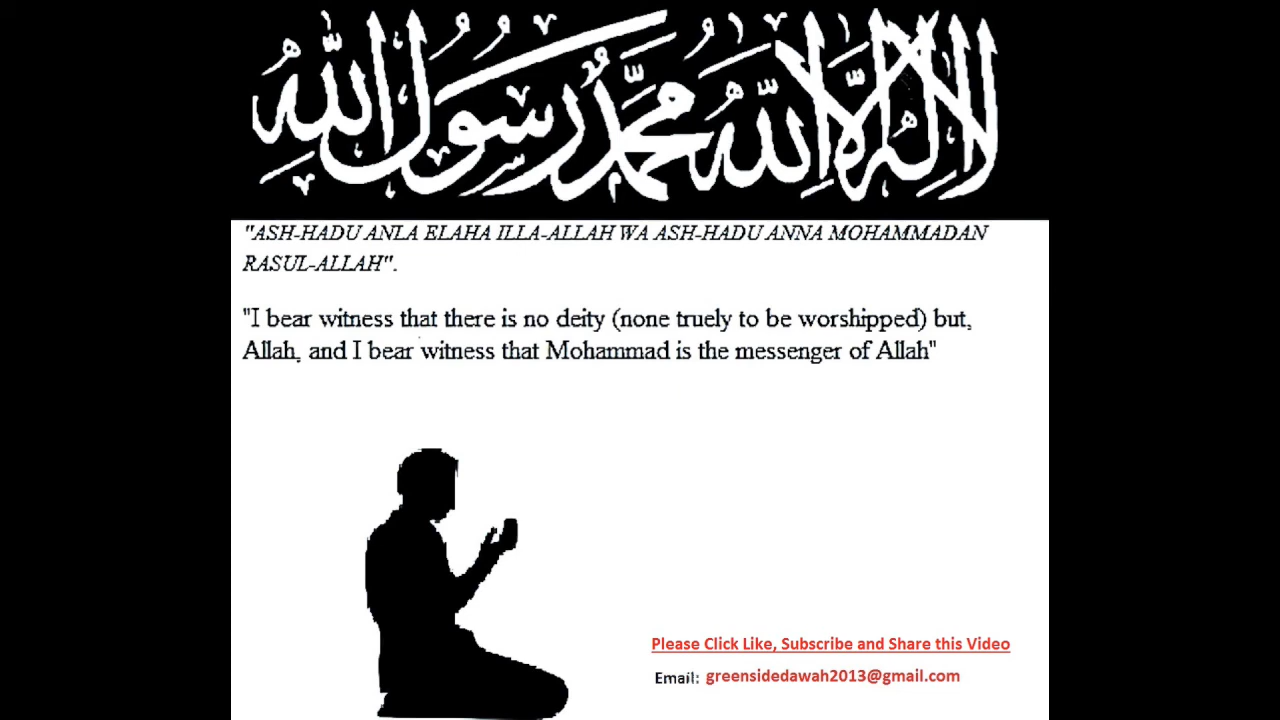 لا إله إلا الله محمد رسول الله
"ASH-HADU ANLA ELAHA ILLA-ALLAH WA ASH-HADU ANNA MOHAMMADAN
RASUL-ALLAH".
"I bear witness that there is no deity (none truely to be worshipped) but,
Allah, and I bear witness that Mohammad is the messenger of Allah"
Please Click Like, Subscribe and Share this Video
Email: greensidedawah2013@gmail.com